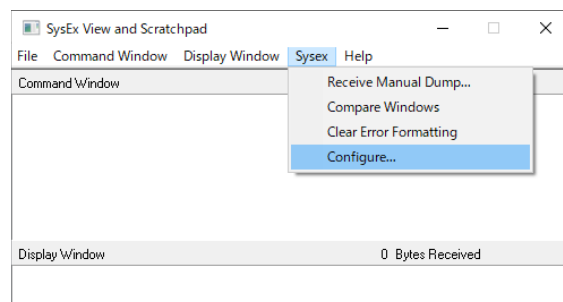 SysEx View and Scratchpad
File Command Window Display Window Sysex Help
Command Window
Receive Manual Dump...
Compare Windows
Clear Error Formatting
Configure...
Display Window 0 Bytes Received